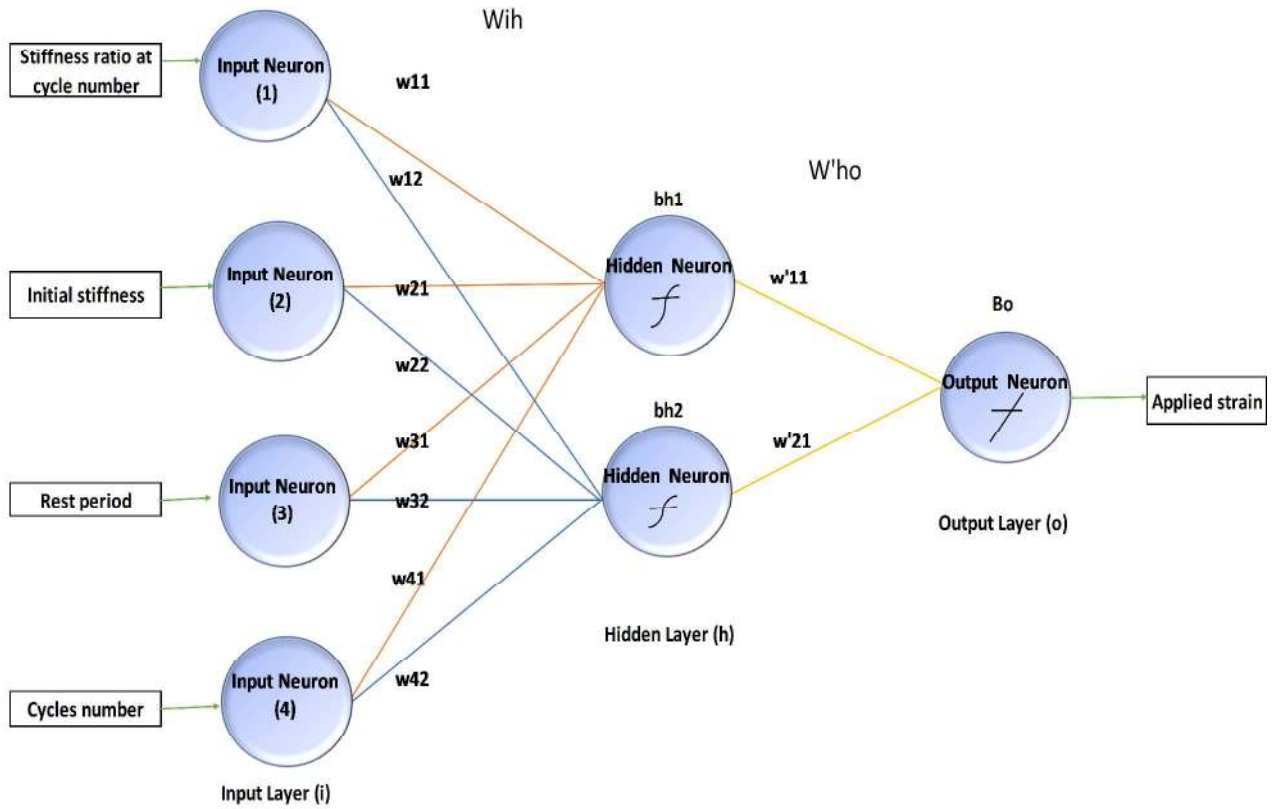 Wih
Stiffness ratio at
cycle number
Input Neuron
(1)
w11
w12
W'ho
bh1
Initial stiffness
Input Neuron
(2)
w21
w22
Hidden Neuron
w'11
Bo
Output Neuron
Applied strain
bh2
w'21
Rest period
Input Neuron
(3)
w31
w32
Hidden Neuron
Output Layer (o)
w41
Hidden Layer (h)
Cycles number
Input Neuron
(4)
w42
Input Layer (i)